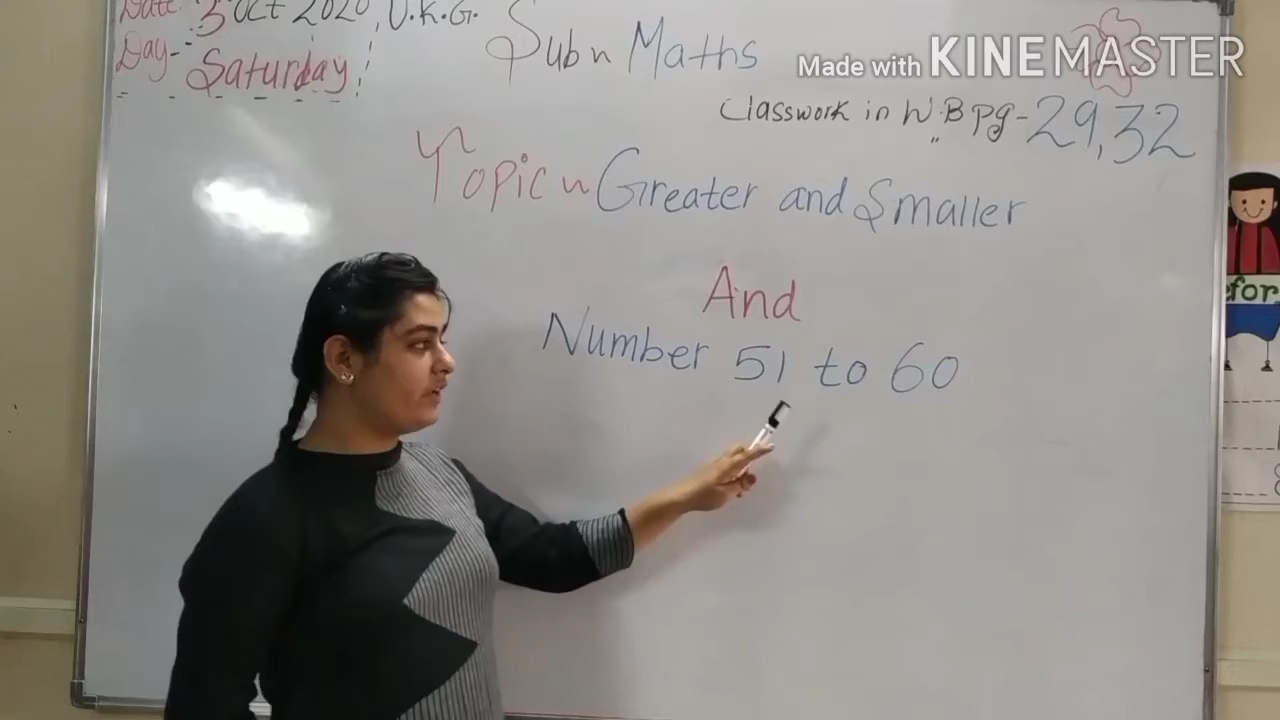 Date: 3 Oct 2020, U.K.G.
Day- Saturday
Sub~ Maths
Made with KINEMASTER
Classwork in W.B pg-29,32
Topic ~ Greater and Smaller
And
Number 51 to 60
efor